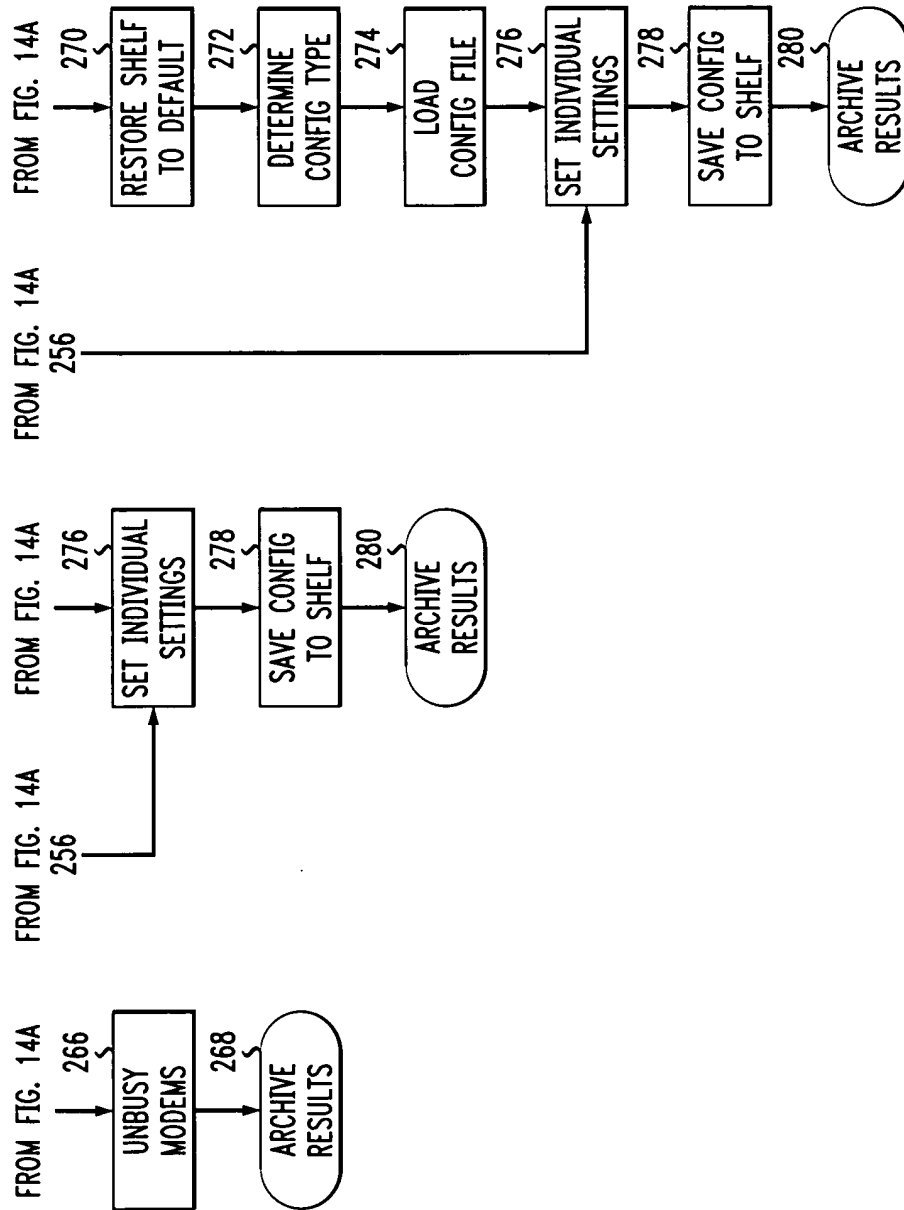 FROM FIG. 14A
266
UNBUSY
MODEMS
268
ARCHIVE
RESULTS
FROM FIG. 14A
256
FROM FIG. 14A
276
SET INDIVIDUAL
SETTINGS
278
SAVE CONFIG
TO SHELF
280
ARCHIVE
RESULTS
FROM FIG. 14A
256
FROM FIG. 14A
270
RESTORE SHELF
TO DEFAULT
272
DETERMINE
CONFIG TYPE
274
LOAD
CONFIG FILE
276
SET INDIVIDUAL
SETTINGS
278
SAVE CONFIG
TO SHELF
280
ARCHIVE
RESULTS